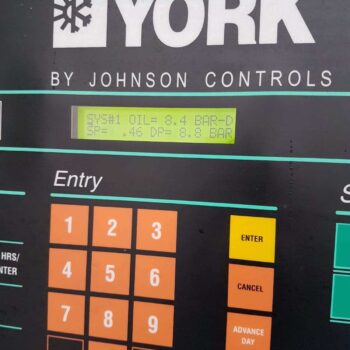 YORK
BY JOHNSON CONTROLS
SYS#1 OIL= 8.4 BAR-D
SP= .46 DP= 8.8 BAR
Entry
S
1 2 3
ENTER
HRS/
4 5 6
CANCEL
7 8 9
ADVANCE
DAY